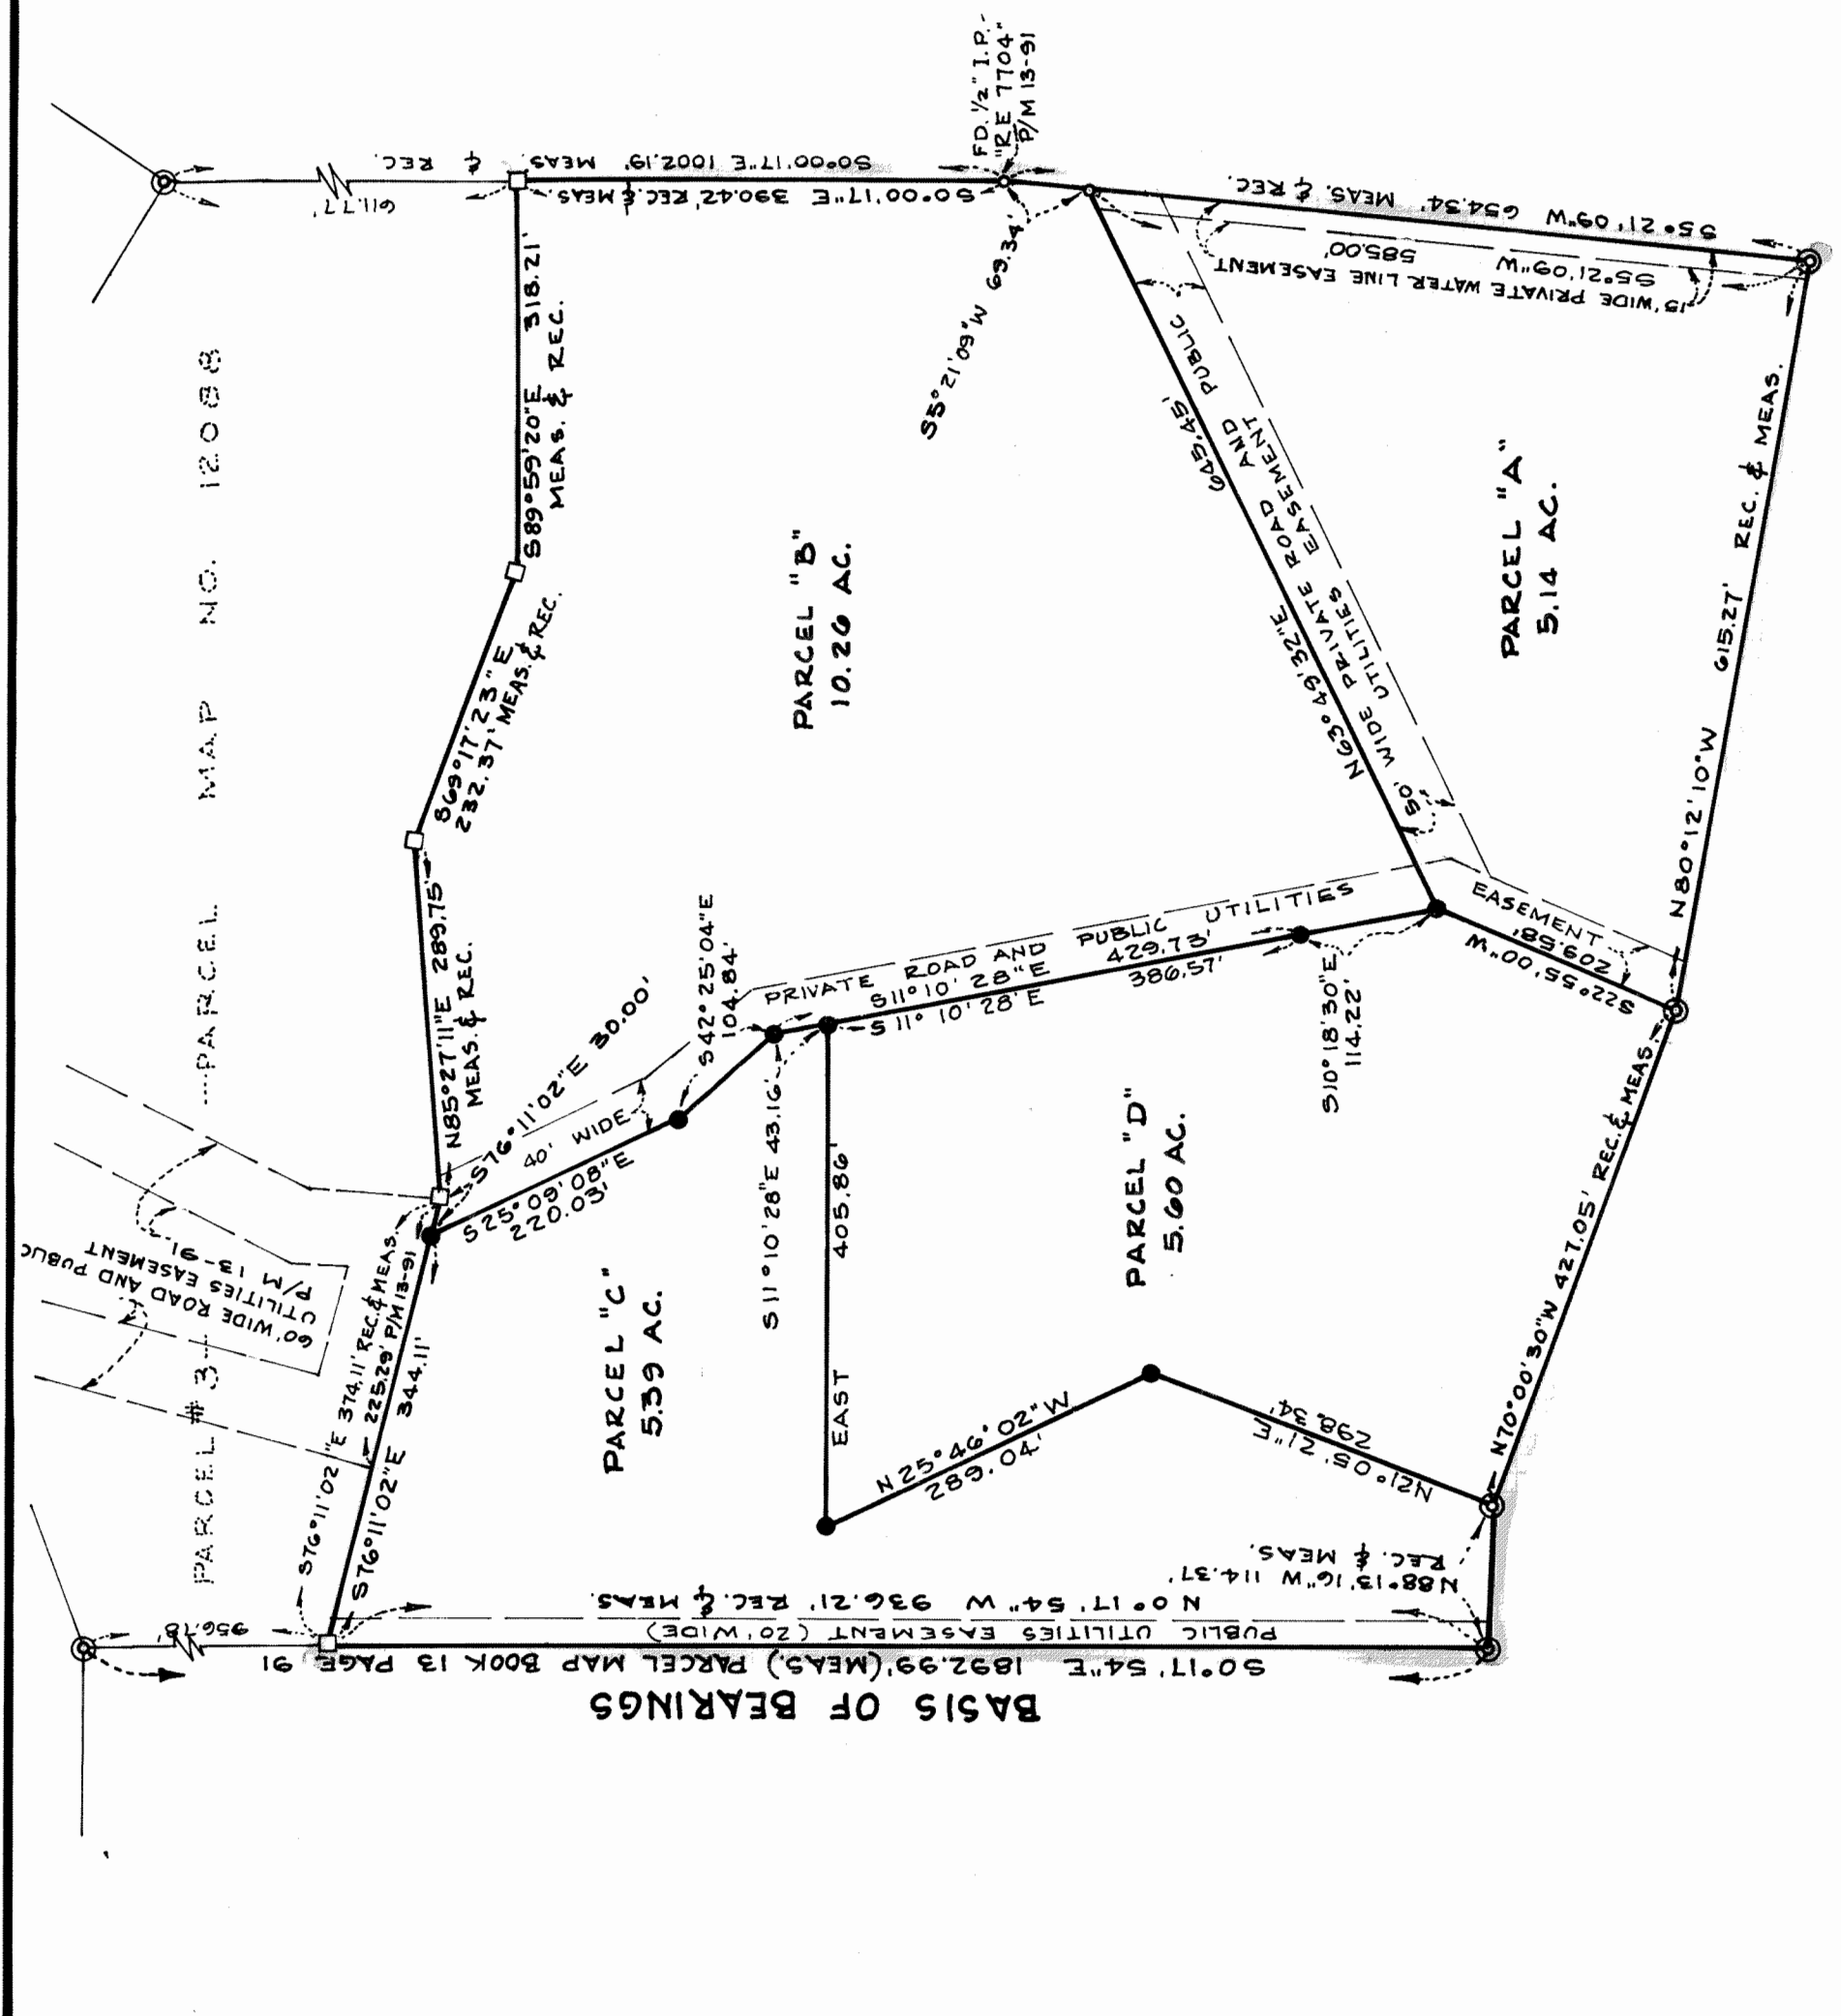 PARCEL MAP NO. 12088
PARCEL #3
60' WIDE ROAD AND PUBLIC
UTILITIES EASEMENT
P/M 13-91
956.78'
611.77'
S76°11'02"E 374.11' REC. & MEAS.
225.29' P/M 13-91
S76°11'02"E 344.11'
S76°11'02"E 30.00'
N85°27'11"E 289.75'
MEAS. & REC.
S69°17'23"E
232.37' MEAS. & REC.
S89°59'20"E 318.21'
MEAS. & REC.
S0°00'17"E 1002.19' MEAS. & REC.
S0°00'17"E 390.42' REC. & MEAS.
FD. 1/2" I.P.-
"RE 7704"
P/M 13-91
S5°21'09"W 69.34'
S5°21'09"W 654.34' MEAS. & REC.
S5°21'09"W 585.00'
15' WIDE PRIVATE WATER LINE EASEMENT
PARCEL "B"
10.26 AC.
40' WIDE
S25°09'08"E
220.03'
S42°25'04"E
104.84'
PRIVATE ROAD AND PUBLIC UTILITIES
EASEMENT
S11°10'28"E 429.73'
S11°10'28"E 386.57'
S11°10'28"E 43.16'
S10°18'30"E
114.22'
645.45'
N63°49'32"E
50' WIDE PRIVATE ROAD AND PUBLIC
UTILITIES EASEMENT
PRIVATE UTILITIES EASEMENT
PARCEL "A"
5.14 AC.
S22°55'00"W
209.58'
N80°12'10"W 615.27' REC. & MEAS.
PARCEL "C"
5.39 AC.
EAST 405.86'
PARCEL "D"
5.60 AC.
N25°46'02"W
289.04'
N21°05'21"E
298.34'
N70°00'30"W 427.05' REC. & MEAS.
N88°13'16"W 114.37'
REC. & MEAS.
N0°17'54"W 936.21' REC. & MEAS.
PUBLIC UTILITIES EASEMENT (20' WIDE)
S0°17'54"E 1892.99' (MEAS.) PARCEL MAP BOOK 13 PAGE 91
BASIS OF BEARINGS